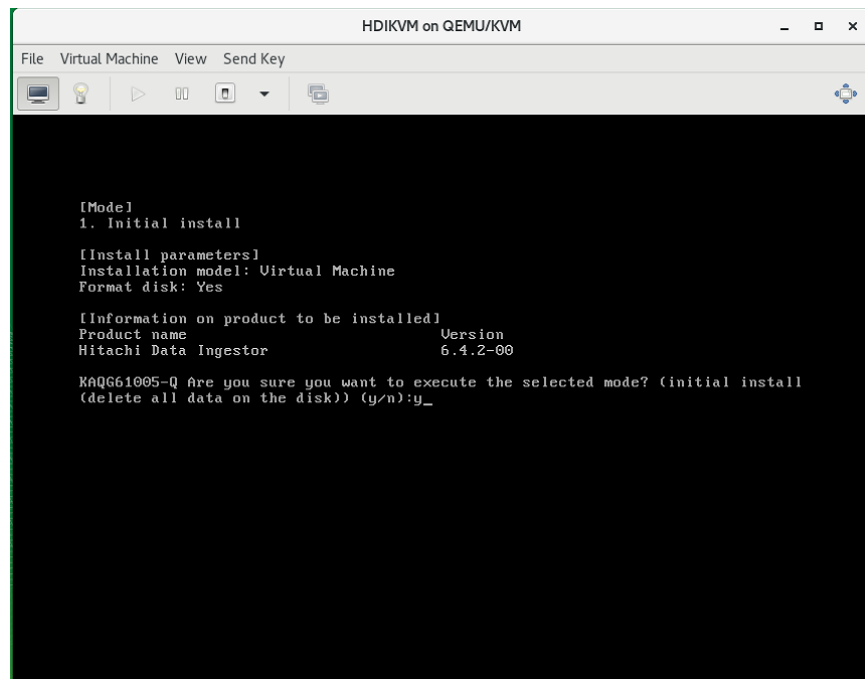 HDIKVM on QEMU/KVM
File Virtual Machine View Send Key
[Mode]
1. Initial install
[Install parameters]
Installation model: Virtual Machine
Format disk: Yes
[Information on product to be installed]
Product name Version
Hitachi Data Ingestor 6.4.2-00
KAQG61005-Q Are you sure you want to execute the selected mode? (initial install
(delete all data on the disk)) (y/n):y_